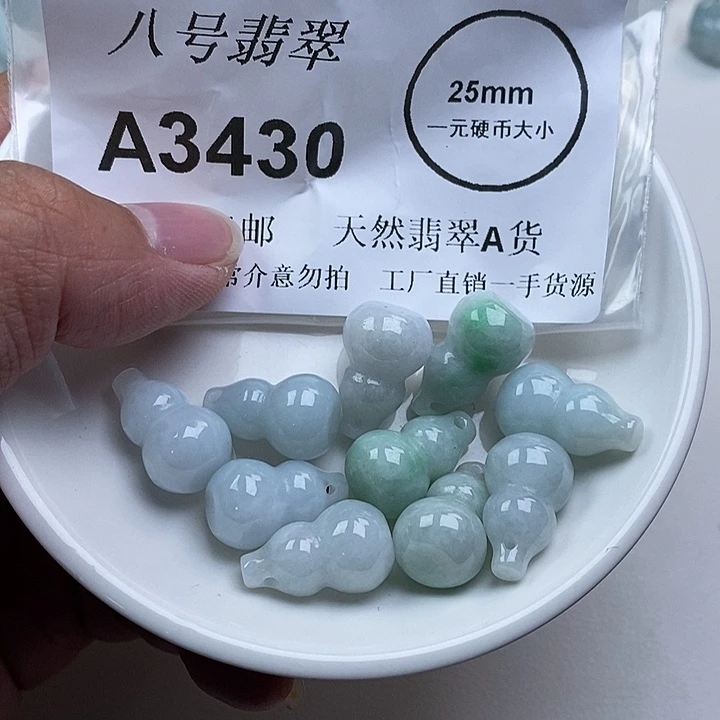 八号翡翠
A3430
25mm
一元硬币大小
邮 天然翡翠A货
介意勿拍 工厂直销一手货源